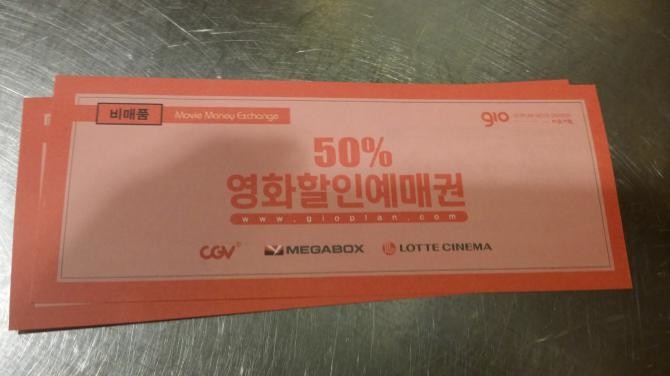 비매품 Movie Money Exchange
gio
50%
영화할인예매권
www.gioplan.com
CGV MEGABOX LOTTE CINEMA